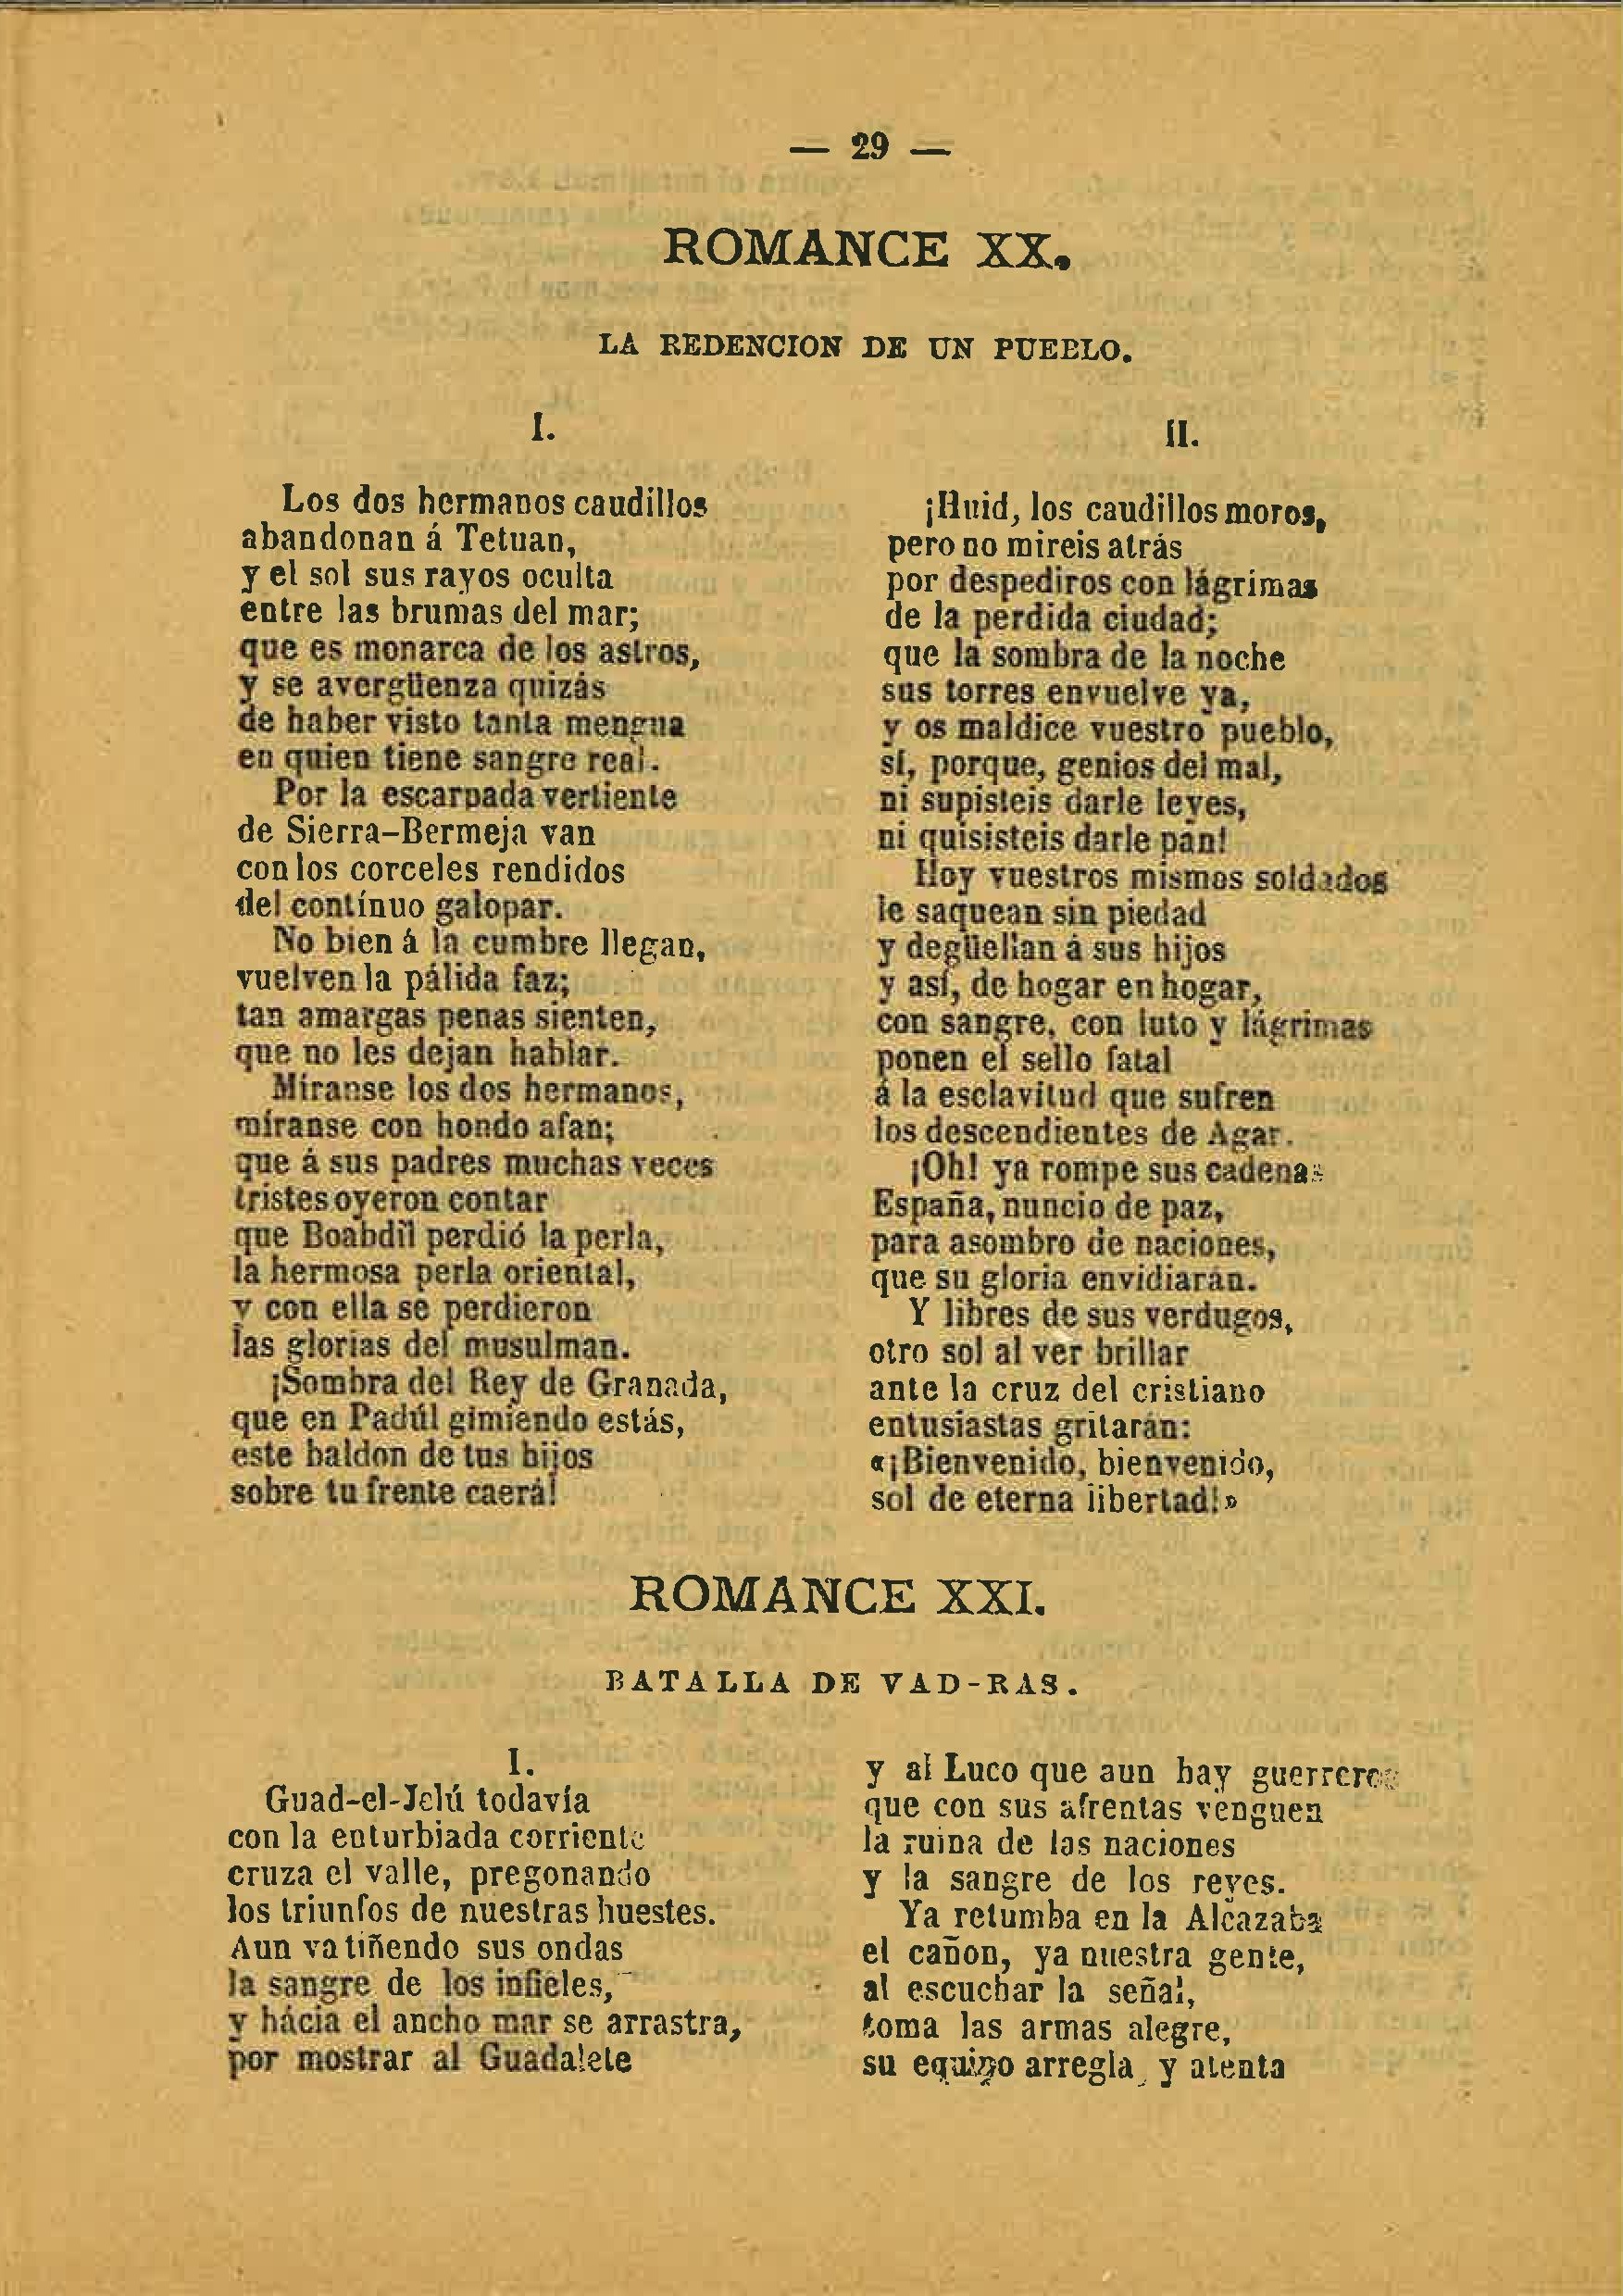 — 29 —
ROMANCE XX.
LA REDENCION DE UN PUEBLO.
I.
Los dos hermanos caudillos
abandonan á Tetuan,
y el sol sus rayos oculta
entre las brumas del mar;
que es monarca de los astros,
y se avergüenza quizás
de haber visto tanta mengua
en quien tiene sangre real.
Por la escarpada vertiente
de Sierra-Bermeja van
con los corceles rendidos
del contínuo galopar.
No bien á la cumbre llegan,
vuelven la pálida faz;
tan amargas penas sienten,
que no les dejan hablar.
Míranse los dos hermanos,
míranse con hondo afan;
que á sus padres muchas veces
tristes oyeron contar
que Boabdil perdió la perla,
la hermosa perla oriental,
y con ella se perdieron
las glorias del musulman.
¡Sombra del Rey de Granada,
que en Padúl gimiendo estás,
este baldon de tus hijos
sobre tu frente caerá!
II.
¡Huid, los caudillos moros,
pero no mireis atrás
por despediros con lágrimas
de la perdida ciudad;
que la sombra de la noche
sus torres envuelve ya,
y os maldice vuestro pueblo,
sí, porque, genios del mal,
ni supisteis darle leyes,
ni quisisteis darle pan!
Hoy vuestros mismos soldados
le saquean sin piedad
y degüellan á sus hijos
y así, de hogar en hogar,
con sangre, con luto y lágrimas
ponen el sello fatal
á la esclavitud que sufren
los descendientes de Agar.
¡Oh! ya rompe sus cadenas
España, nuncio de paz,
para asombro de naciones,
que su gloria envidiarán.
Y libres de sus verdugos,
otro sol al ver brillar
ante la cruz del cristiano
entusiastas gritarán:
«¡Bienvenido, bienvenido,
sol de eterna libertad!»
ROMANCE XXI.
BATALLA DE VAD-RAS.
I.
Guad-el-Jelú todavía
con la enturbiada corriente
cruza el valle, pregonando
los triunfos de nuestras huestes.
Aun va tiñendo sus ondas
la sangre de los infieles,
y hácia el ancho mar se arrastra,
por mostrar al Guadalete
y al Luco que aun hay guerreros
que con sus afrentas venguen
la ruina de las naciones
y la sangre de los reyes.
Ya retumba en la Alcazaba
el cañon, ya nuestra gente,
al escuchar la señal,
toma las armas alegre,
su equipo arregla, y atenta